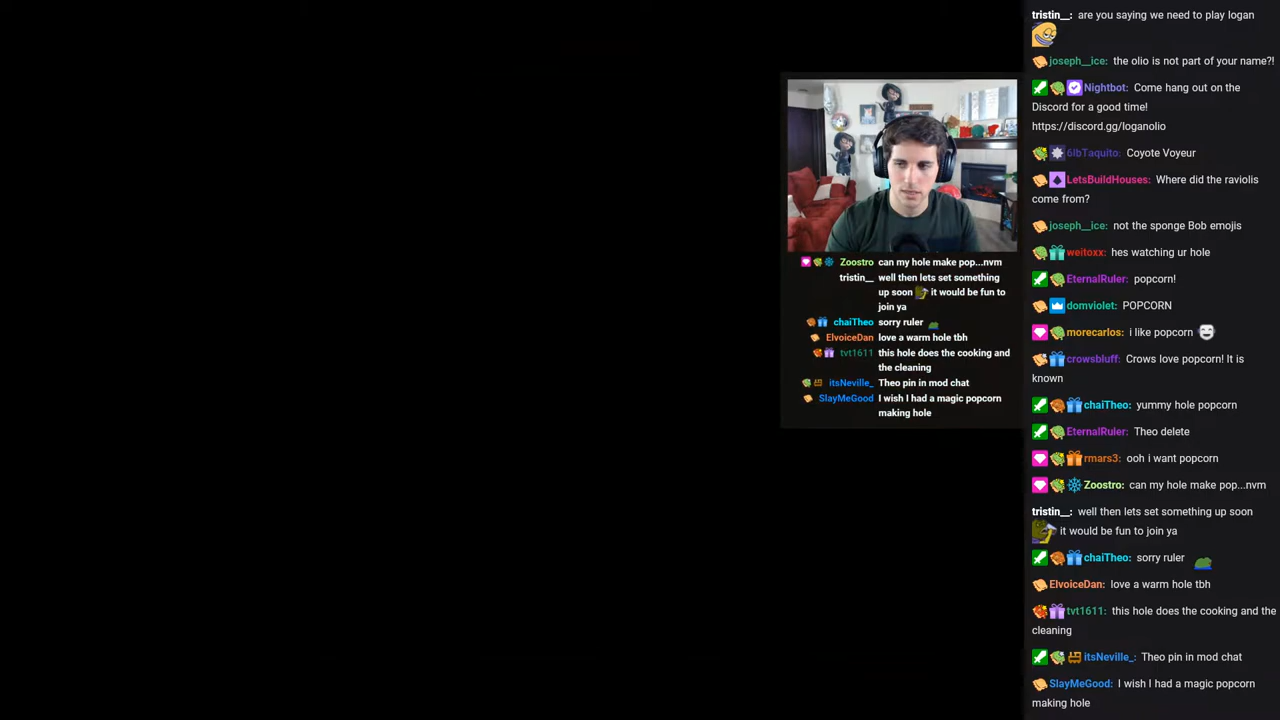 Zoostro can my hole make pop...nvm
tristin__ well then lets set something
up soon it would be fun to
join ya
chaiTheo sorry ruler
ElvoiceDan love a warm hole tbh
tvt1611 this hole does the cooking and
the cleaning
itsNeville_ Theo pin in mod chat
SlayMeGood I wish I had a magic popcorn
making hole
tristin__: are you saying we need to play logan
joseph__ice: the olio is not part of your name?!
Nightbot: Come hang out on the
Discord for a good time!
https://discord.gg/loganolio
6lbTaquito: Coyote Voyeur
LetsBuildHouses: Where did the raviolis
come from?
joseph__ice: not the sponge Bob emojis
weitoxx: hes watching ur hole
EternalRuler: popcorn!
domviolet: POPCORN
morecarlos: i like popcorn
crowsbluff: Crows love popcorn! It is
known
chaiTheo: yummy hole popcorn
EternalRuler: Theo delete
rmars3: ooh i want popcorn
Zoostro: can my hole make pop...nvm
tristin__: well then lets set something up soon
it would be fun to join ya
chaiTheo: sorry ruler
ElvoiceDan: love a warm hole tbh
tvt1611: this hole does the cooking and the
cleaning
itsNeville_: Theo pin in mod chat
SlayMeGood: I wish I had a magic popcorn
making hole